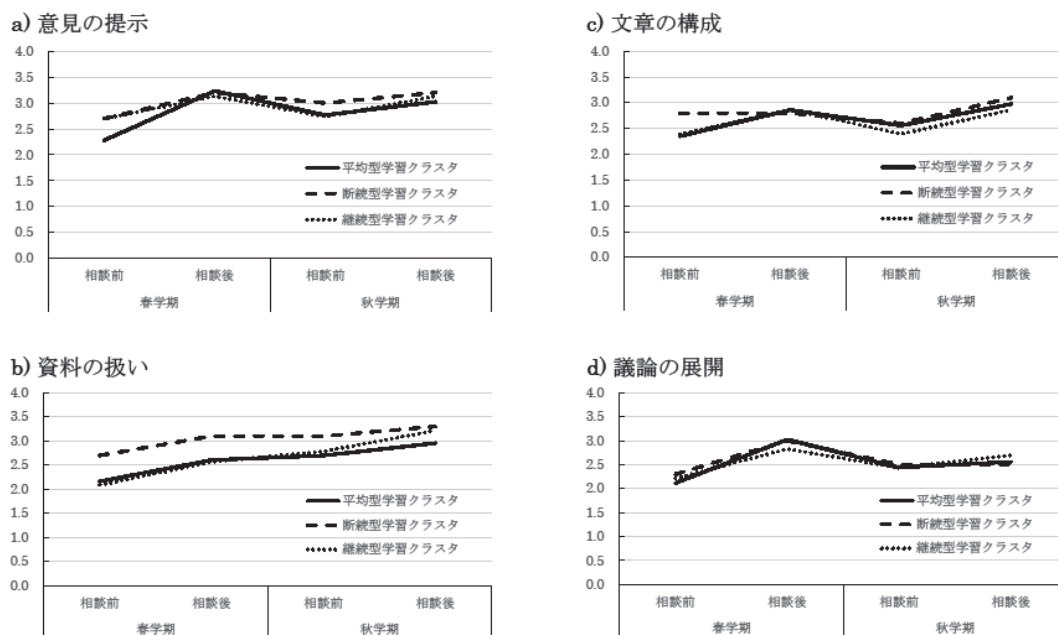 a) 意見の提示
4.0
3.5
3.0
2.5
2.0
1.5
1.0
0.5
0.0
平均型学習クラスタ
断続型学習クラスタ
継続型学習クラスタ
相談前 相談後 相談前 相談後
春学期 秋学期
c) 文章の構成
4.0
3.5
3.0
2.5
2.0
1.5
1.0
0.5
0.0
平均型学習クラスタ
断続型学習クラスタ
継続型学習クラスタ
相談前 相談後 相談前 相談後
春学期 秋学期
b) 資料の扱い
4.0
3.5
3.0
2.5
2.0
1.5
1.0
0.5
0.0
平均型学習クラスタ
断続型学習クラスタ
継続型学習クラスタ
相談前 相談後 相談前 相談後
春学期 秋学期
d) 議論の展開
4.0
3.5
3.0
2.5
2.0
1.5
1.0
0.5
0.0
平均型学習クラスタ
断続型学習クラスタ
継続型学習クラスタ
相談前 相談後 相談前 相談後
春学期 秋学期